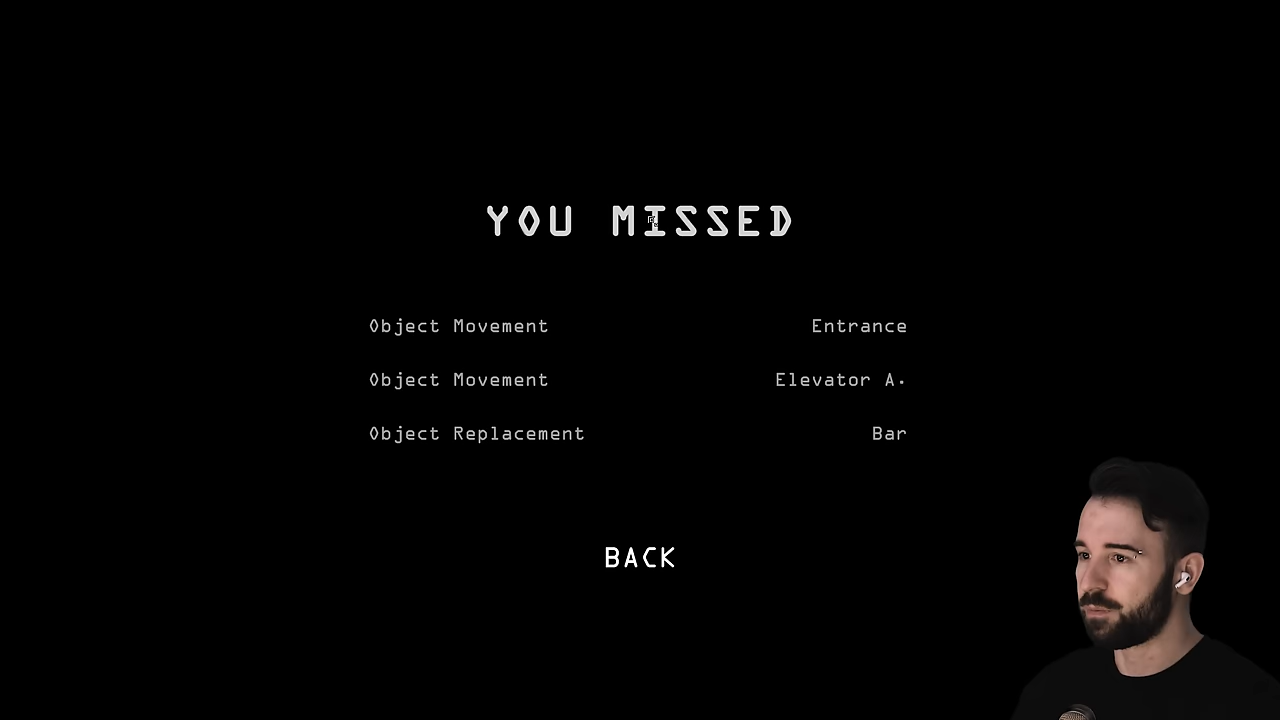 YOU MISSED
Object Movement Entrance
Object Movement Elevator A.
Object Replacement Bar
BACK